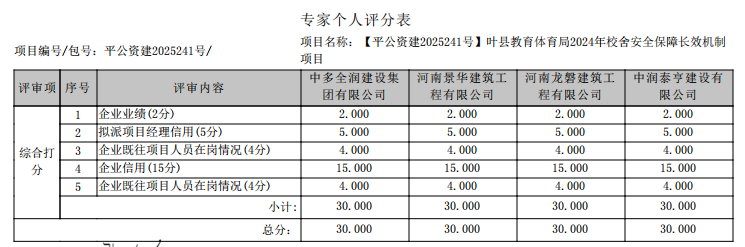 专家个人评分表
项目编号/包号：平公资建2025241号/
项目名称：【平公资建2025241号】叶县教育体育局2024年校舍安全保障长效机制
项目
评审项 序号 评审内容 中多全润建设集团有限公司 河南景华建筑工程有限公司 河南龙磐建筑工程有限公司 中润泰亨建设有限公司
综合打分
1 企业业绩(2分) 2.000 2.000 2.000 2.000
2 拟派项目经理信用(5分) 5.000 5.000 5.000 5.000
3 企业既往项目人员在岗情况(4分) 4.000 4.000 4.000 4.000
4 企业信用(15分) 15.000 15.000 15.000 15.000
5 企业既往项目人员在岗情况(4分) 4.000 4.000 4.000 4.000
小计: 30.000 30.000 30.000 30.000
总分: 30.000 30.000 30.000 30.000